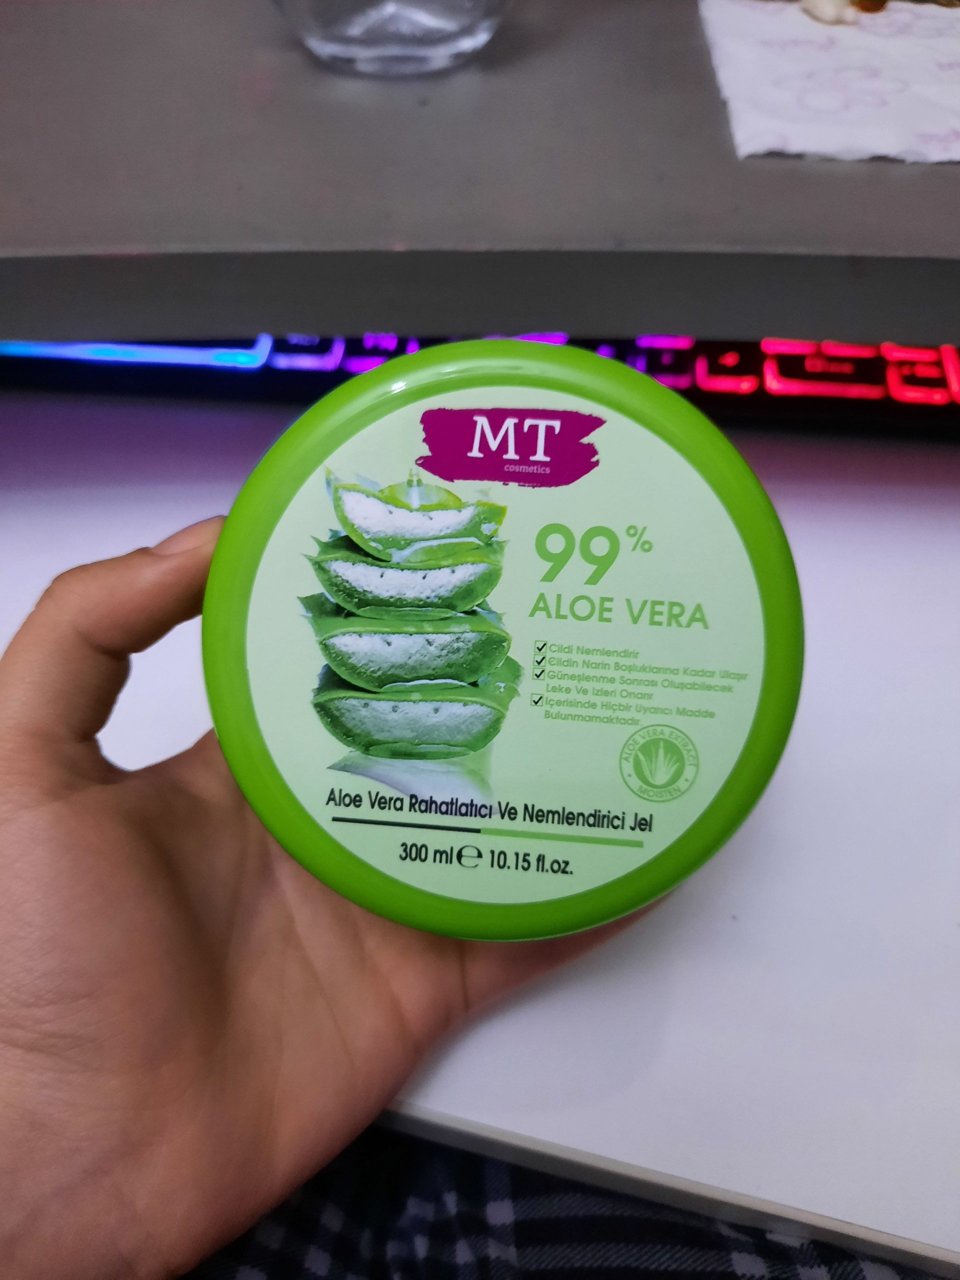 MT
cosmetics
99%
ALOE VERA
Cildi Nemlendirir
Cildin Narin Boşluklarına Kadar Ulaşır
Güneşlenme Sonrası Oluşabilecek
Leke Ve İzleri Onarır
İçerisinde Hiçbir Uyarıcı Madde
Bulunmamaktadır.
ALOE VERA EXTRACT
MOISTEN
Aloe Vera Rahatlatıcı Ve Nemlendirici Jel
300 ml ℮ 10.15 fl.oz.